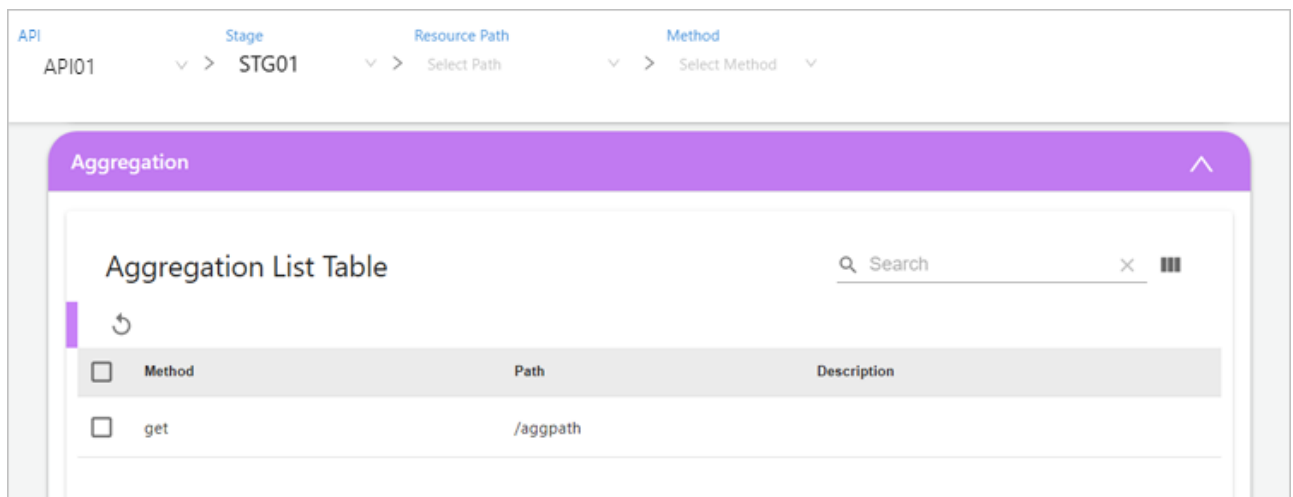 API Stage Resource Path Method
API01 > STG01 > Select Path > Select Method
Aggregation
Aggregation List Table Search
Method Path Description
get /aggpath